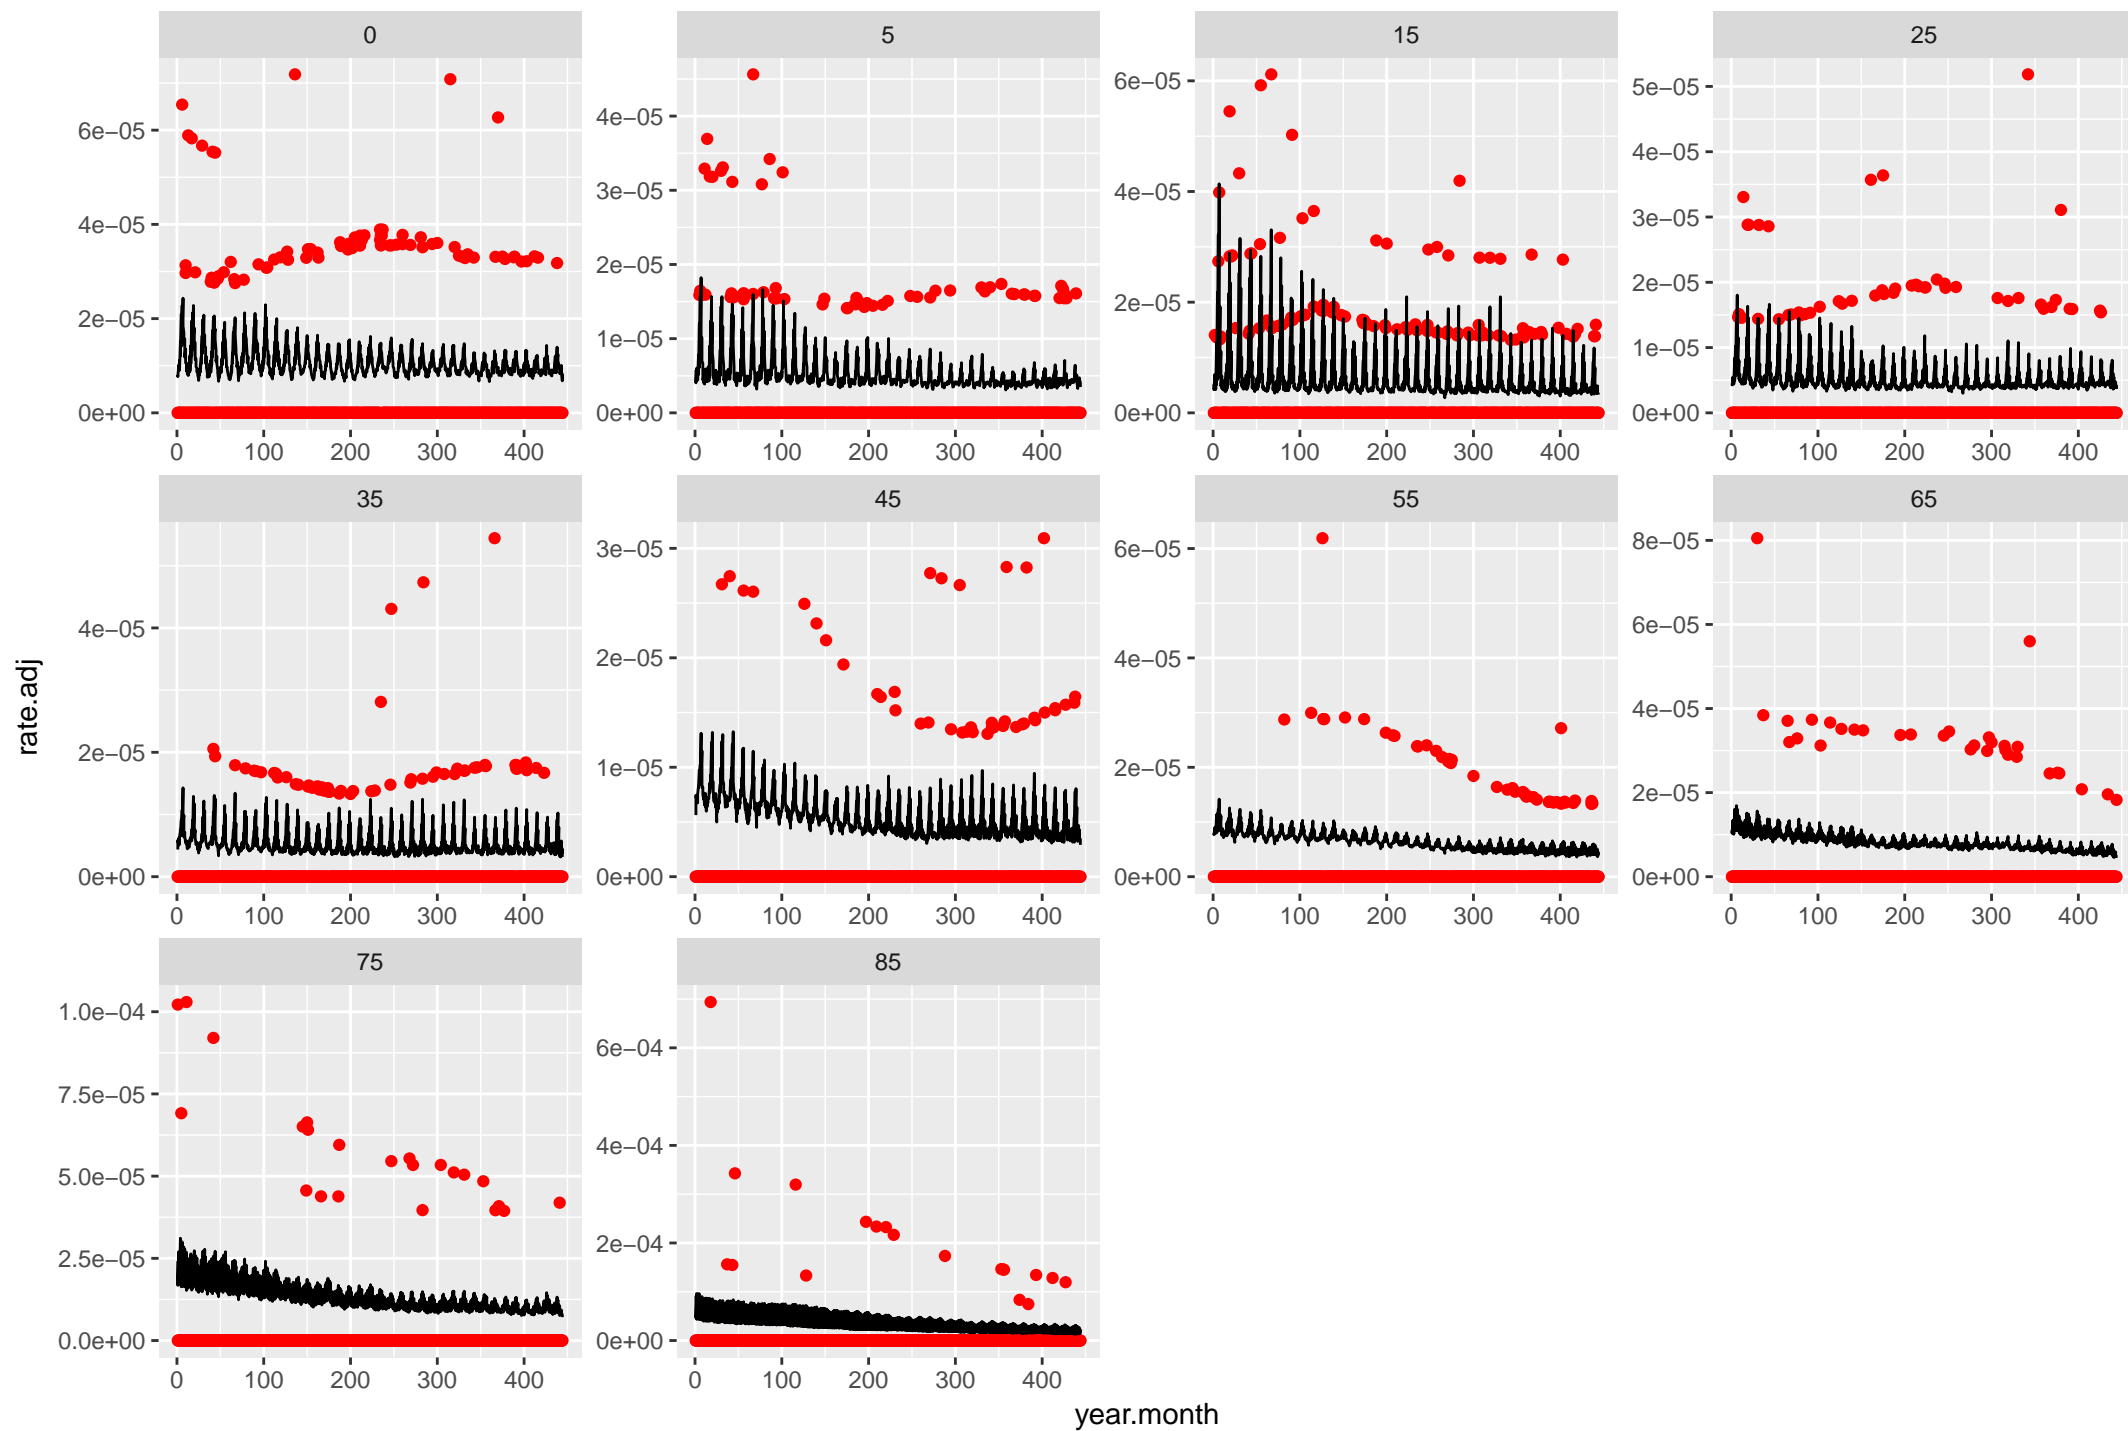 0 5 15 25
6e−05 4e−05 2e−05 0e+00
4e−05 3e−05 2e−05 1e−05 0e+00
6e−05 4e−05 2e−05 0e+00
5e−05 4e−05 3e−05 2e−05 1e−05 0e+00
0 100 200 300 400 0 100 200 300 400 0 100 200 300 400 0 100 200 300 400
35 45 55 65
4e−05 2e−05 0e+00
3e−05 2e−05 1e−05 0e+00
6e−05 4e−05 2e−05 0e+00
8e−05 6e−05 4e−05 2e−05 0e+00
0 100 200 300 400 0 100 200 300 400 0 100 200 300 400 0 100 200 300 400
75 85
1.0e−04 7.5e−05 5.0e−05 2.5e−05 0.0e+00
6e−04 4e−04 2e−04 0e+00
0 100 200 300 400 0 100 200 300 400
rate.adj
year.month